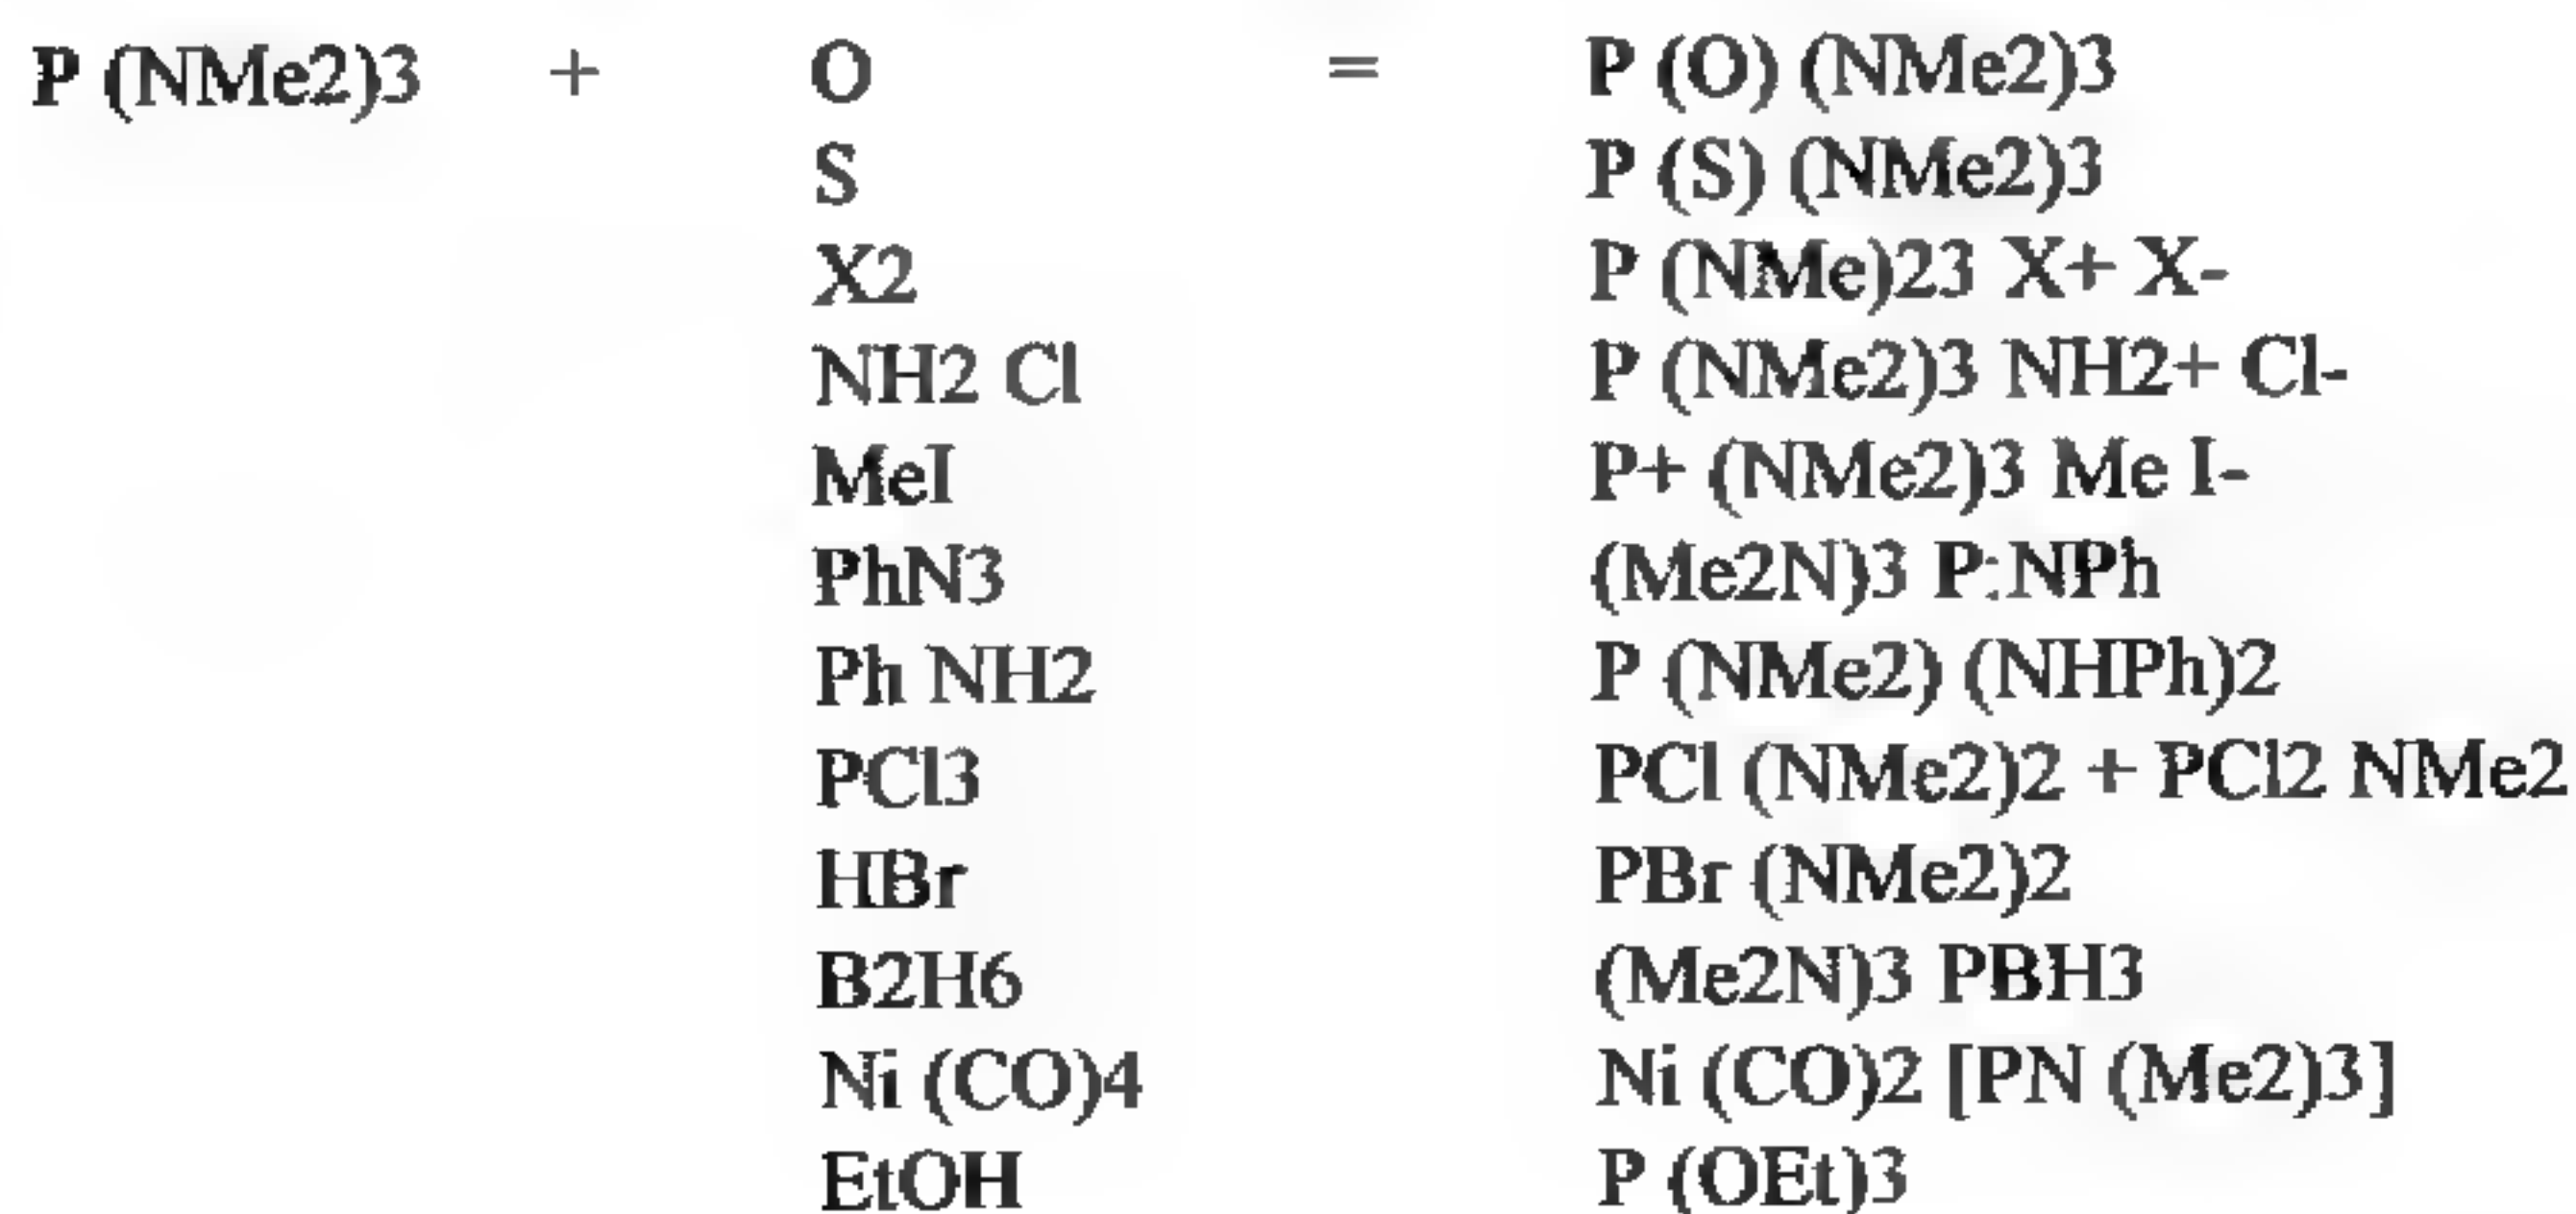 P (NMe2)3 + O = P (O) (NMe2)3
S P (S) (NMe2)3
X2 P (NMe)23 X+ X-
NH2 Cl P (NMe2)3 NH2+ Cl-
MeI P+ (NMe2)3 Me I-
PhN3 (Me2N)3 P:NPh
Ph NH2 P (NMe2) (NHPh)2
PCl3 PCl (NMe2)2 + PCl2 NMe2
HBr PBr (NMe2)2
B2H6 (Me2N)3 PBH3
Ni (CO)4 Ni (CO)2 [PN (Me2)3]
EtOH P (OEt)3